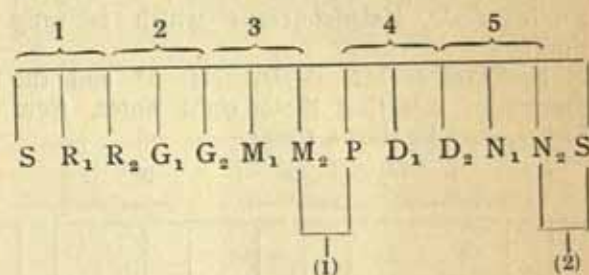 1 2 3 4 5
S R₁ R₂ G₁ G₂ M₁ M₂ P D₁ D₂ N₁ N₂ S
(1) (2)